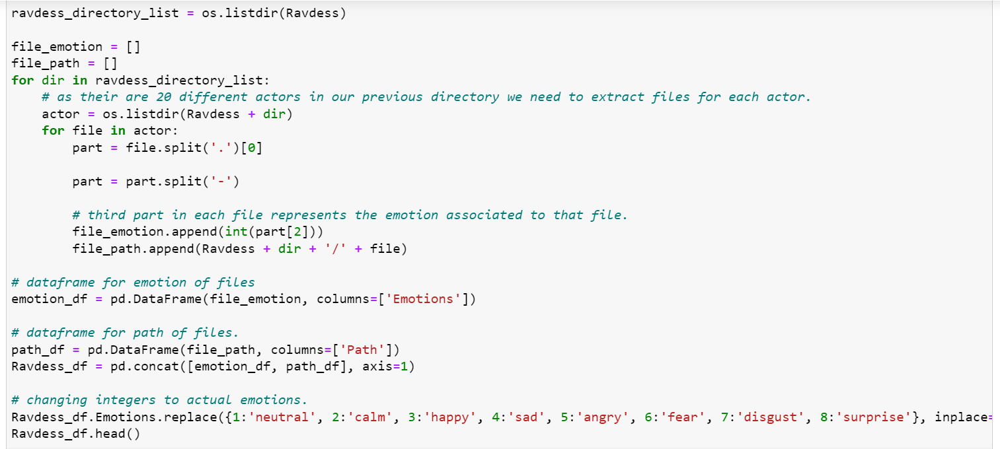 ravdess_directory_list = os.listdir(Ravdess)
file_emotion = []
file_path = []
for dir in ravdess_directory_list:
    # as their are 20 different actors in our previous directory we need to extract files for each actor.
    actor = os.listdir(Ravdess + dir)
    for file in actor:
        part = file.split('.')[0]
        part = part.split('-')
        # third part in each file represents the emotion associated to that file.
        file_emotion.append(int(part[2]))
        file_path.append(Ravdess + dir + '/' + file)
# dataframe for emotion of files
emotion_df = pd.DataFrame(file_emotion, columns=['Emotions'])
# dataframe for path of files.
path_df = pd.DataFrame(file_path, columns=['Path'])
Ravdess_df = pd.concat([emotion_df, path_df], axis=1)
# changing integers to actual emotions.
Ravdess_df.Emotions.replace({1:'neutral', 2:'calm', 3:'happy', 4:'sad', 5:'angry', 6:'fear', 7:'disgust', 8:'surprise'}, inplace=
Ravdess_df.head()